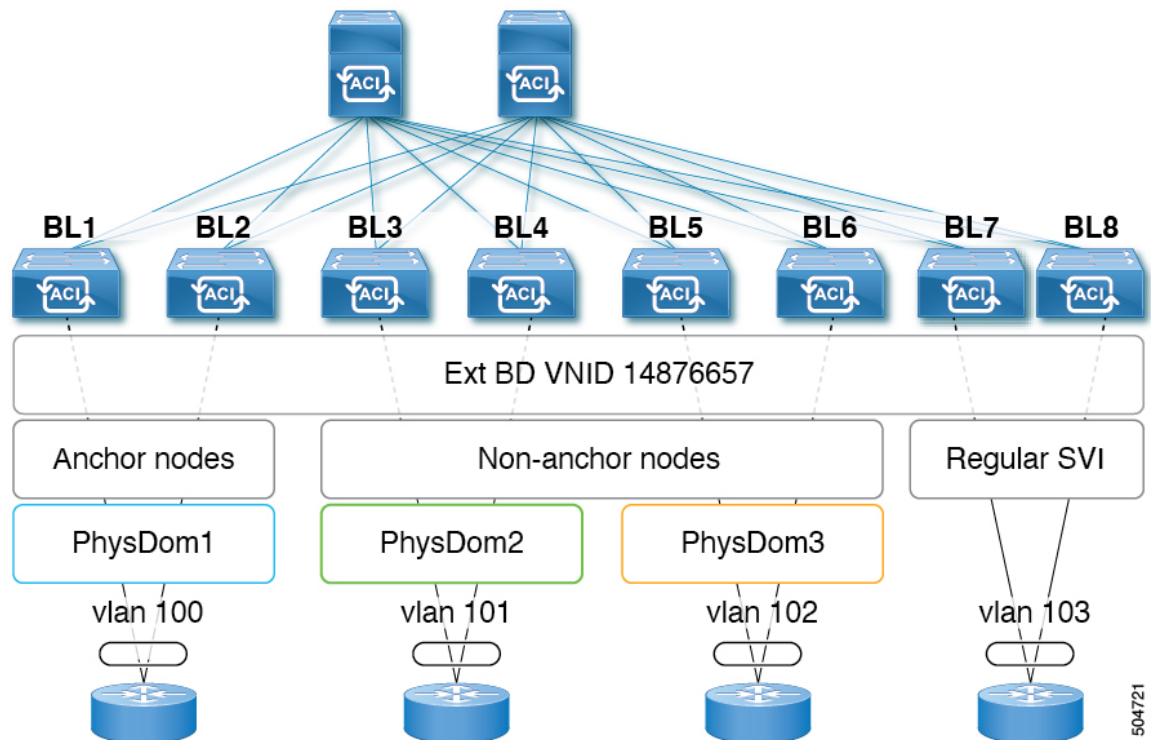 ACI ACI
BL1 BL2 BL3 BL4 BL5 BL6 BL7 BL8
ACI ACI ACI ACI ACI ACI ACI ACI
Ext BD VNID 14876657
Anchor nodes Non-anchor nodes Regular SVI
PhysDom1 PhysDom2 PhysDom3
vlan 100 vlan 101 vlan 102 vlan 103
504721